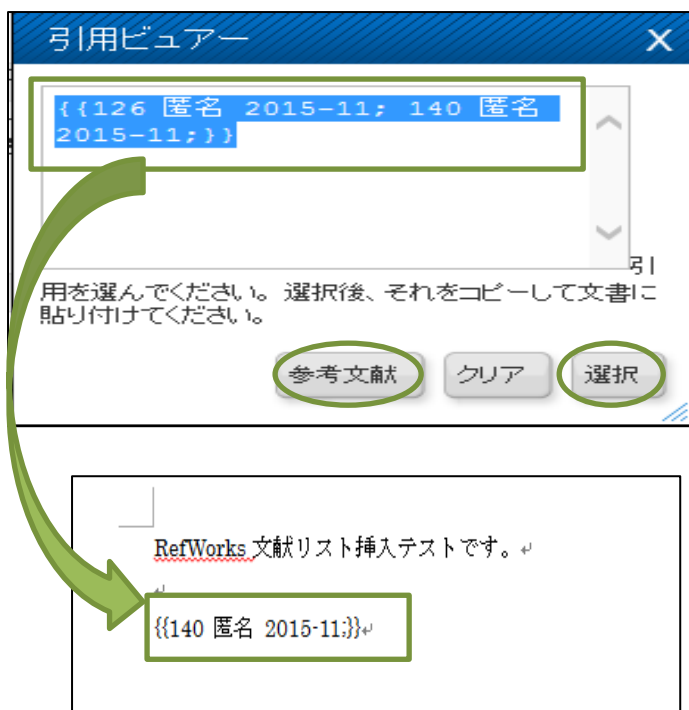 引用ビュアー X
{{126 匿名 2015-11; 140 匿名
2015-11;}}
引
用を選んでください。選択後、それをコピーして文書に
貼り付けてください。
参考文献 クリア 選択
RefWorks 文献リスト挿入テストです。↵
↵
{{140 匿名 2015-11;}}↵